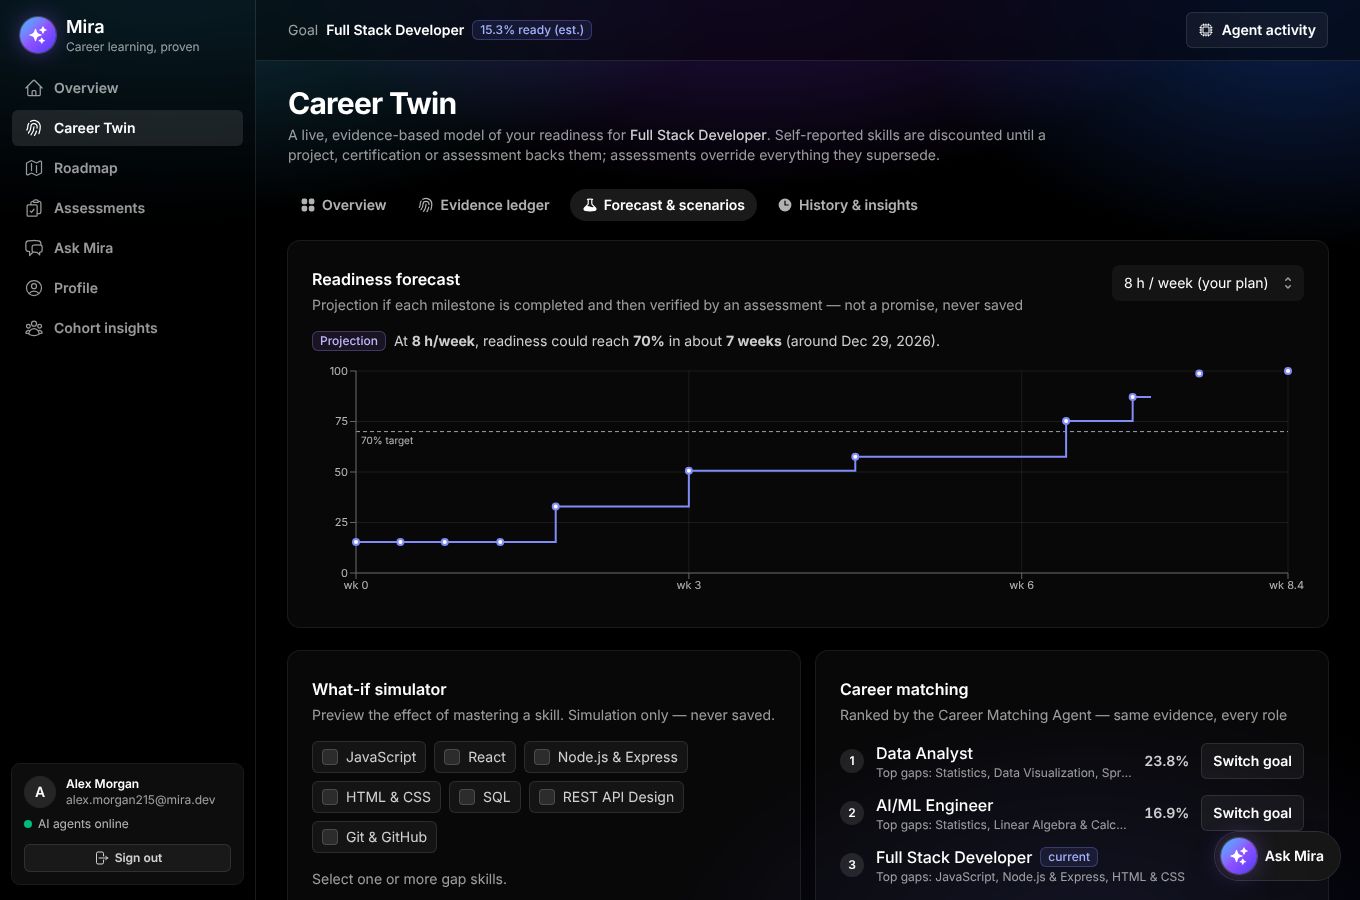 Mira
Career learning, proven
Overview
Career Twin
Roadmap
Assessments
Ask Mira
Profile
Cohort insights
A
Alex Morgan
alex.morgan215@mira.dev
AI agents online
Sign out
Goal Full Stack Developer 15.3% ready (est.)
Agent activity
Career Twin
A live, evidence-based model of your readiness for Full Stack Developer. Self-reported skills are discounted until a
project, certification or assessment backs them; assessments override everything they supersede.
Overview Evidence ledger Forecast & scenarios History & insights
Readiness forecast
8 h / week (your plan)
Projection if each milestone is completed and then verified by an assessment — not a promise, never saved
Projection At 8 h/week, readiness could reach 70% in about 7 weeks (around Dec 29, 2026).
100
75
70% target
50
25
0
wk 0 wk 3 wk 6 wk 8.4
What-if simulator
Preview the effect of mastering a skill. Simulation only — never saved.
JavaScript React Node.js & Express
HTML & CSS SQL REST API Design
Git & GitHub
Select one or more gap skills.
Career matching
Ranked by the Career Matching Agent — same evidence, every role
1 Data Analyst 23.8% Switch goal
Top gaps: Statistics, Data Visualization, Spr...
2 AI/ML Engineer 16.9% Switch goal
Top gaps: Statistics, Linear Algebra & Calc...
3 Full Stack Developer current
Top gaps: JavaScript, Node.js & Express, HTML & CSS
Ask Mira